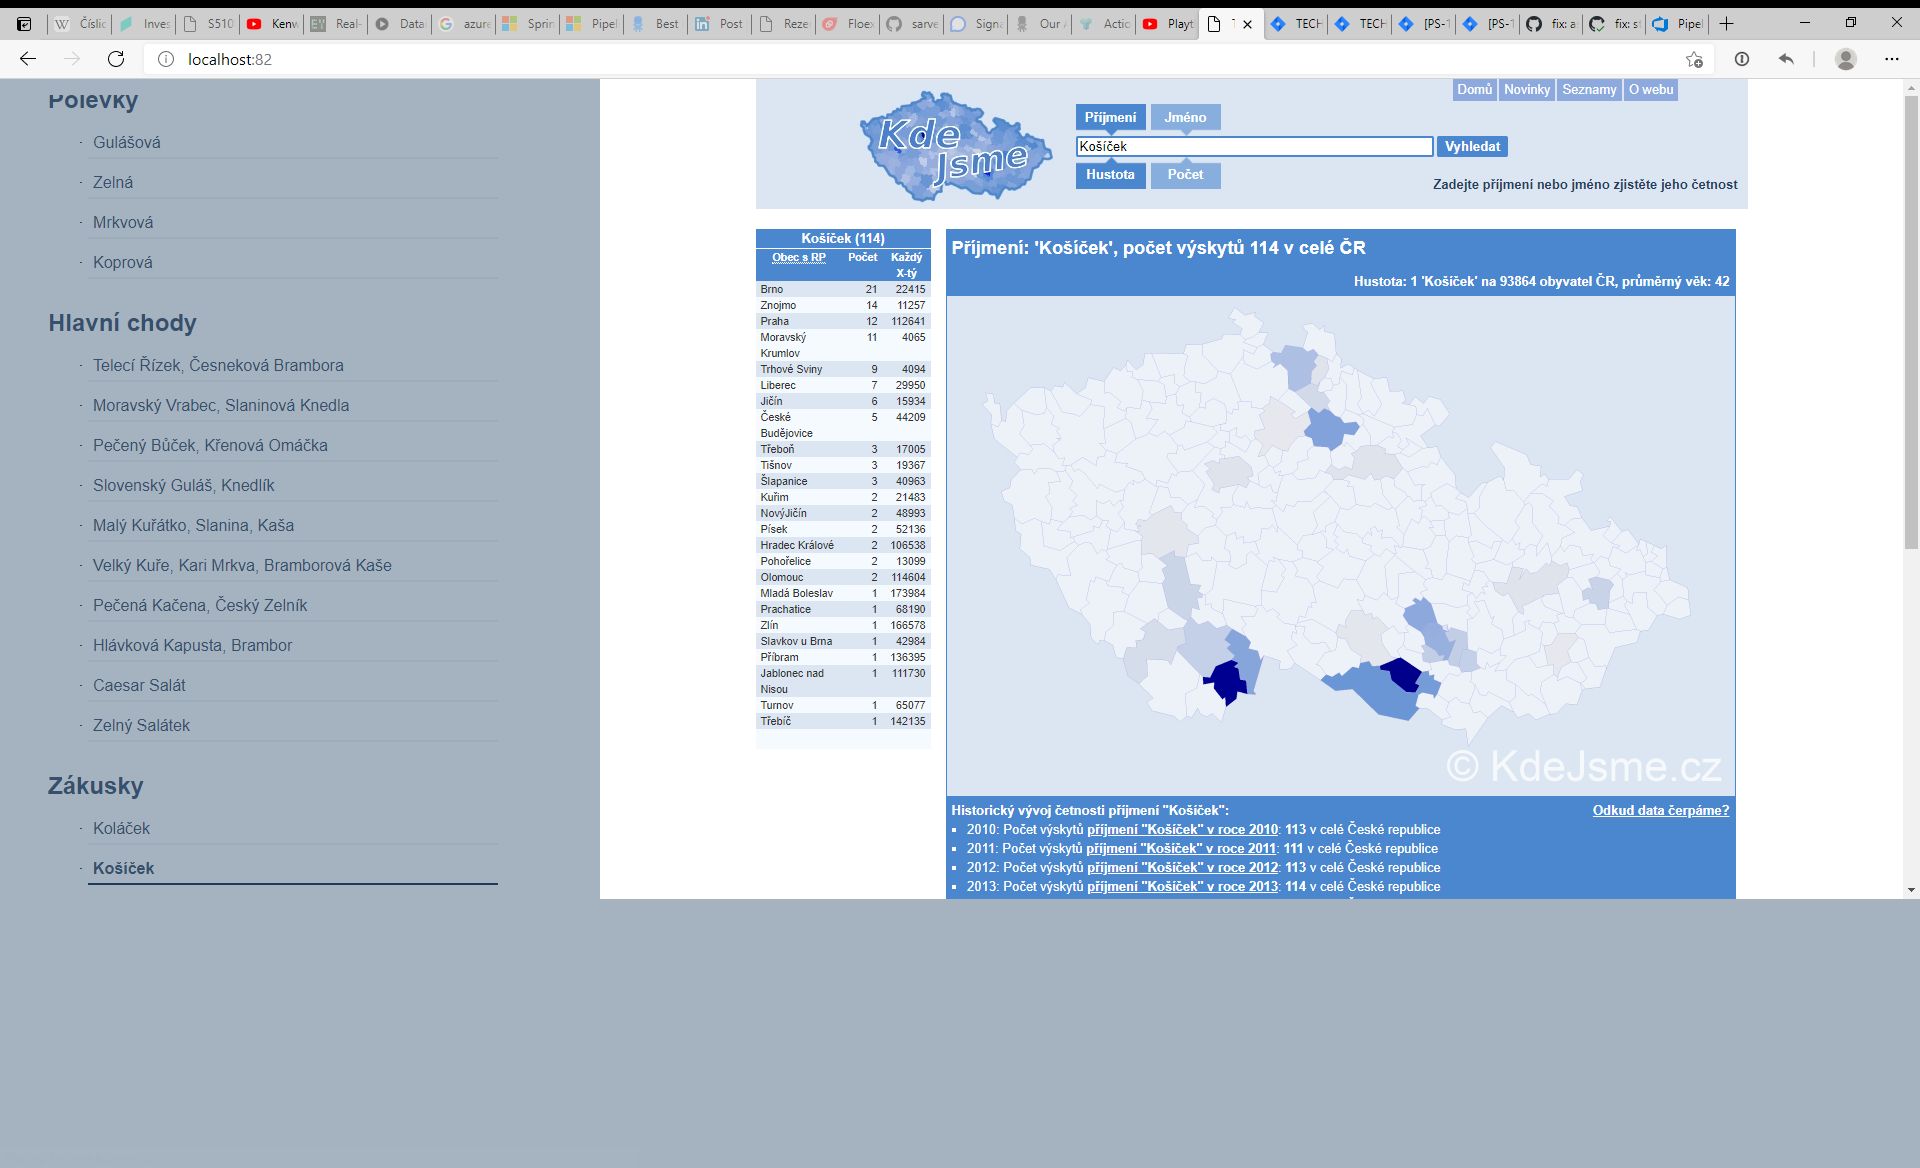 Číslic
Inves
S510
Kenw
Real-
Data
azure
Sprin
Pipel
Best
Post
Reze
Floex
sarve
Signa
Our A
Actio
Playt
TECH
TECH
[PS-1
[PS-1
fix: a
fix: s
Pipel
localhost:82
Polévky
Gulášová
Zelná
Mrkvová
Koprová
Hlavní chody
Telecí Řízek, Česneková Brambora
Moravský Vrabec, Slaninová Knedla
Pečený Bůček, Křenová Omáčka
Slovenský Guláš, Knedlík
Malý Kuřátko, Slanina, Kaša
Velký Kuře, Kari Mrkva, Bramborová Kaše
Pečená Kačena, Český Zelník
Hlávková Kapusta, Brambor
Caesar Salát
Zelný Salátek
Zákusky
Koláček
Košíček
Domů Novinky Seznamy O webu
Kde
Jsme
Příjmení Jméno
Košíček Vyhledat
Hustota Počet
Zadejte příjmení nebo jméno zjistěte jeho četnost
Košíček (114)
Obec s RP Počet Každý
X-tý
Brno 21 22415
Znojmo 14 11257
Praha 12 112641
Moravský 11 4065
Krumlov
Trhové Sviny 9 4094
Liberec 7 29950
Jičín 6 15934
České 5 44209
Budějovice
Třeboň 3 17005
Tišnov 3 19367
Šlapanice 3 40963
Kuřim 2 21483
NovýJičín 2 48993
Písek 2 52136
Hradec Králové 2 106538
Pohořelice 2 13099
Olomouc 2 114604
Mladá Boleslav 1 173984
Prachatice 1 68190
Zlín 1 166578
Slavkov u Brna 1 42984
Příbram 1 136395
Jablonec nad 1 111730
Nisou
Turnov 1 65077
Třebíč 1 142135
Příjmení: 'Košíček', počet výskytů 114 v celé ČR
Hustota: 1 'Košíček' na 93864 obyvatel ČR, průměrný věk: 42
© KdeJsme.cz
Historický vývoj četnosti příjmení "Košíček": Odkud data čerpáme?
2010: Počet výskytů příjmení "Košíček" v roce 2010: 113 v celé České republice
2011: Počet výskytů příjmení "Košíček" v roce 2011: 111 v celé České republice
2012: Počet výskytů příjmení "Košíček" v roce 2012: 113 v celé České republice
2013: Počet výskytů příjmení "Košíček" v roce 2013: 114 v celé České republice